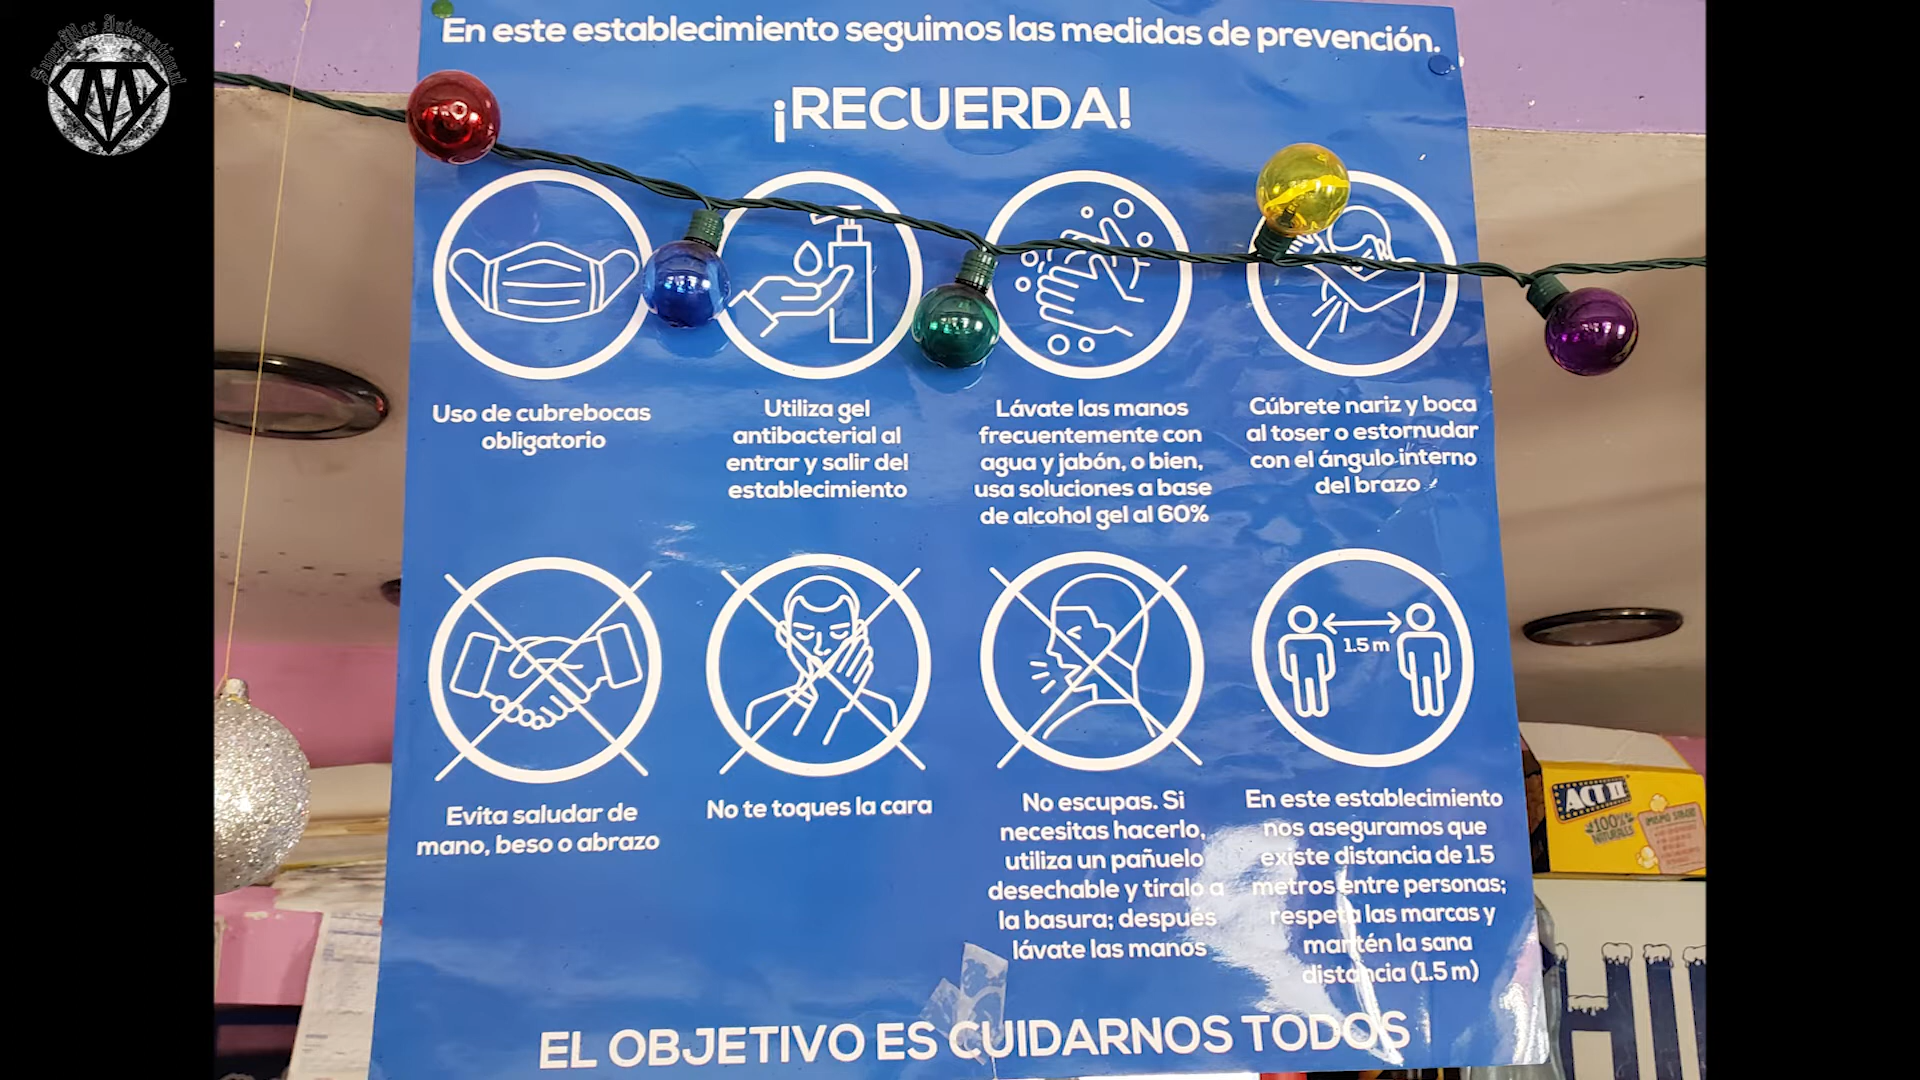 SuperMex International
M
En este establecimiento seguimos las medidas de prevención.
¡RECUERDA!
Uso de cubrebocas
obligatorio
Utiliza gel
antibacterial al
entrar y salir del
establecimiento
Lávate las manos
frecuentemente con
agua y jabón, o bien,
usa soluciones a base
de alcohol gel al 60%
Cúbrete nariz y boca
al toser o estornudar
con el ángulo interno
del brazo
1.5 m
Evita saludar de
mano, beso o abrazo
No te toques la cara
No escupas. Si
necesitas hacerlo,
utiliza un pañuelo
desechable y tíralo a
la basura; después
lávate las manos
En este establecimiento
nos aseguramos que
existe distancia de 1.5
metros entre personas;
respeta las marcas y
mantén la sana
distancia (1.5 m)
EL OBJETIVO ES CUIDARNOS TODOS
ACT II
100%
NATURALES
HI